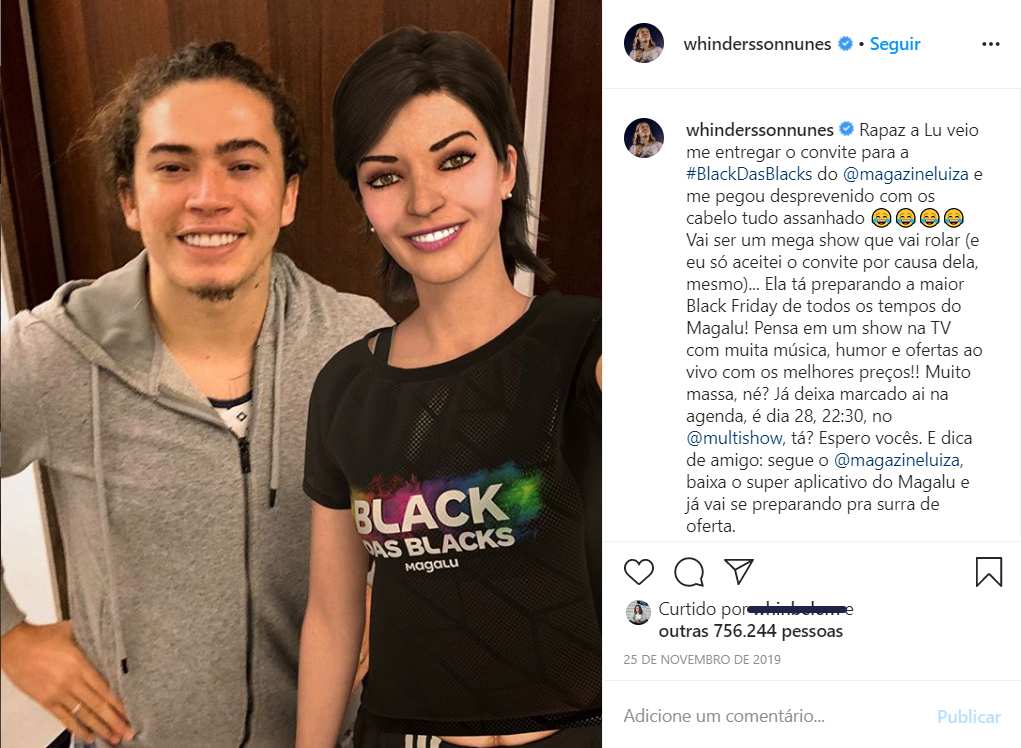 BLACK
DAS BLACKS
Magalu
whinderssonnunes • Seguir
whinderssonnunes Rapaz a Lu veio
me entregar o convite para a
#BlackDasBlacks do @magazineluiza e
me pegou desprevenido com os
cabelo tudo assanhado 😂😂😂😂
Vai ser um mega show que vai rolar (e
eu só aceitei o convite por causa dela,
mesmo)... Ela tá preparando a maior
Black Friday de todos os tempos do
Magalu! Pensa em um show na TV
com muita música, humor e ofertas ao
vivo com os melhores preços!! Muito
massa, né? Já deixa marcado ai na
agenda, é dia 28, 22:30, no
@multishow, tá? Espero vocês. E dica
de amigo: segue o @magazineluiza,
baixa o super aplicativo do Magalu e
já vai se preparando pra surra de
oferta.
Curtido por e
outras 756.244 pessoas
25 DE NOVEMBRO DE 2019
Adicione um comentário...
Publicar